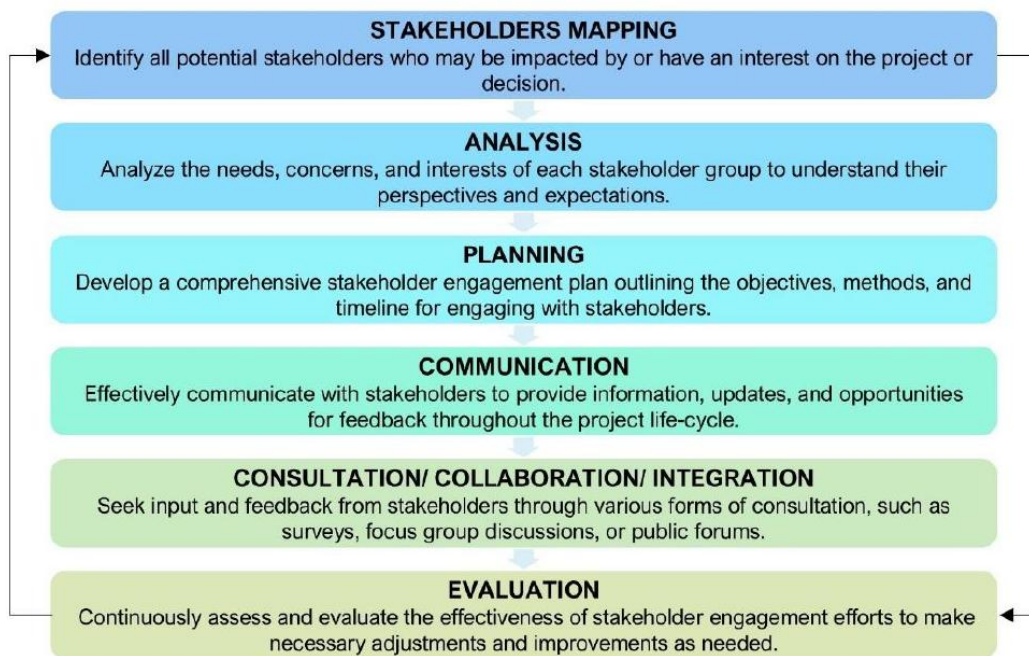 STAKEHOLDERS MAPPING
Identify all potential stakeholders who may be impacted by or have an interest on the project or
decision.
ANALYSIS
Analyze the needs, concerns, and interests of each stakeholder group to understand their
perspectives and expectations.
PLANNING
Develop a comprehensive stakeholder engagement plan outlining the objectives, methods, and
timeline for engaging with stakeholders.
COMMUNICATION
Effectively communicate with stakeholders to provide information, updates, and opportunities
for feedback throughout the project life-cycle.
CONSULTATION/ COLLABORATION/ INTEGRATION
Seek input and feedback from stakeholders through various forms of consultation, such as
surveys, focus group discussions, or public forums.
EVALUATION
Continuously assess and evaluate the effectiveness of stakeholder engagement efforts to make
necessary adjustments and improvements as needed.